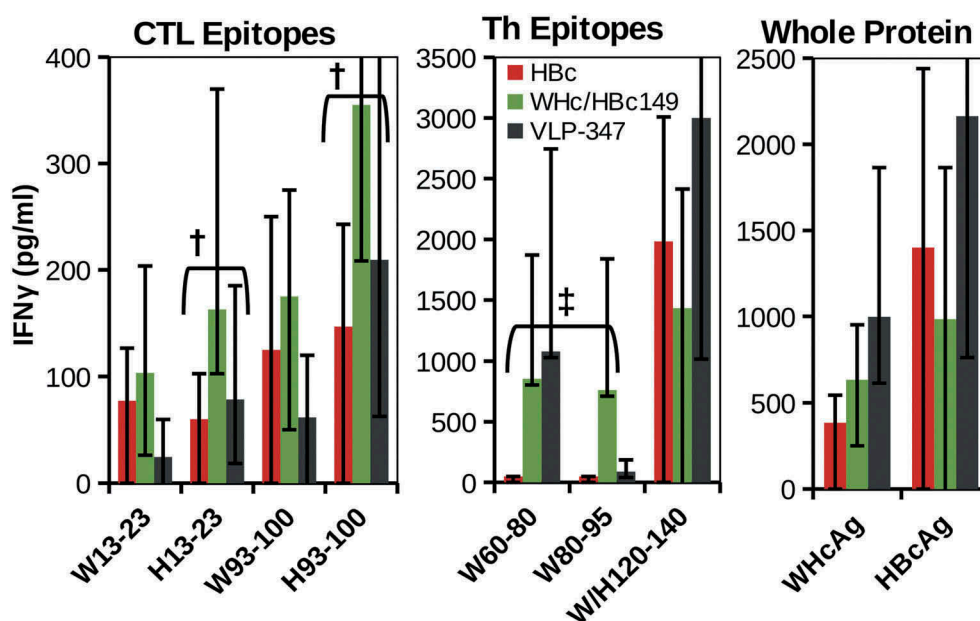 CTL Epitopes
Th Epitopes
Whole Protein
IFNγ (pg/ml)
400
300
200
100
0
†
†
W13-23
H13-23
W93-100
H93-100
3500
3000
2500
2000
1500
1000
500
0
HBc
WHc/HBc149
VLP-347
‡
W60-80
W80-95
W/H120-140
2500
2000
1500
1000
500
0
WHcAg
HBcAg